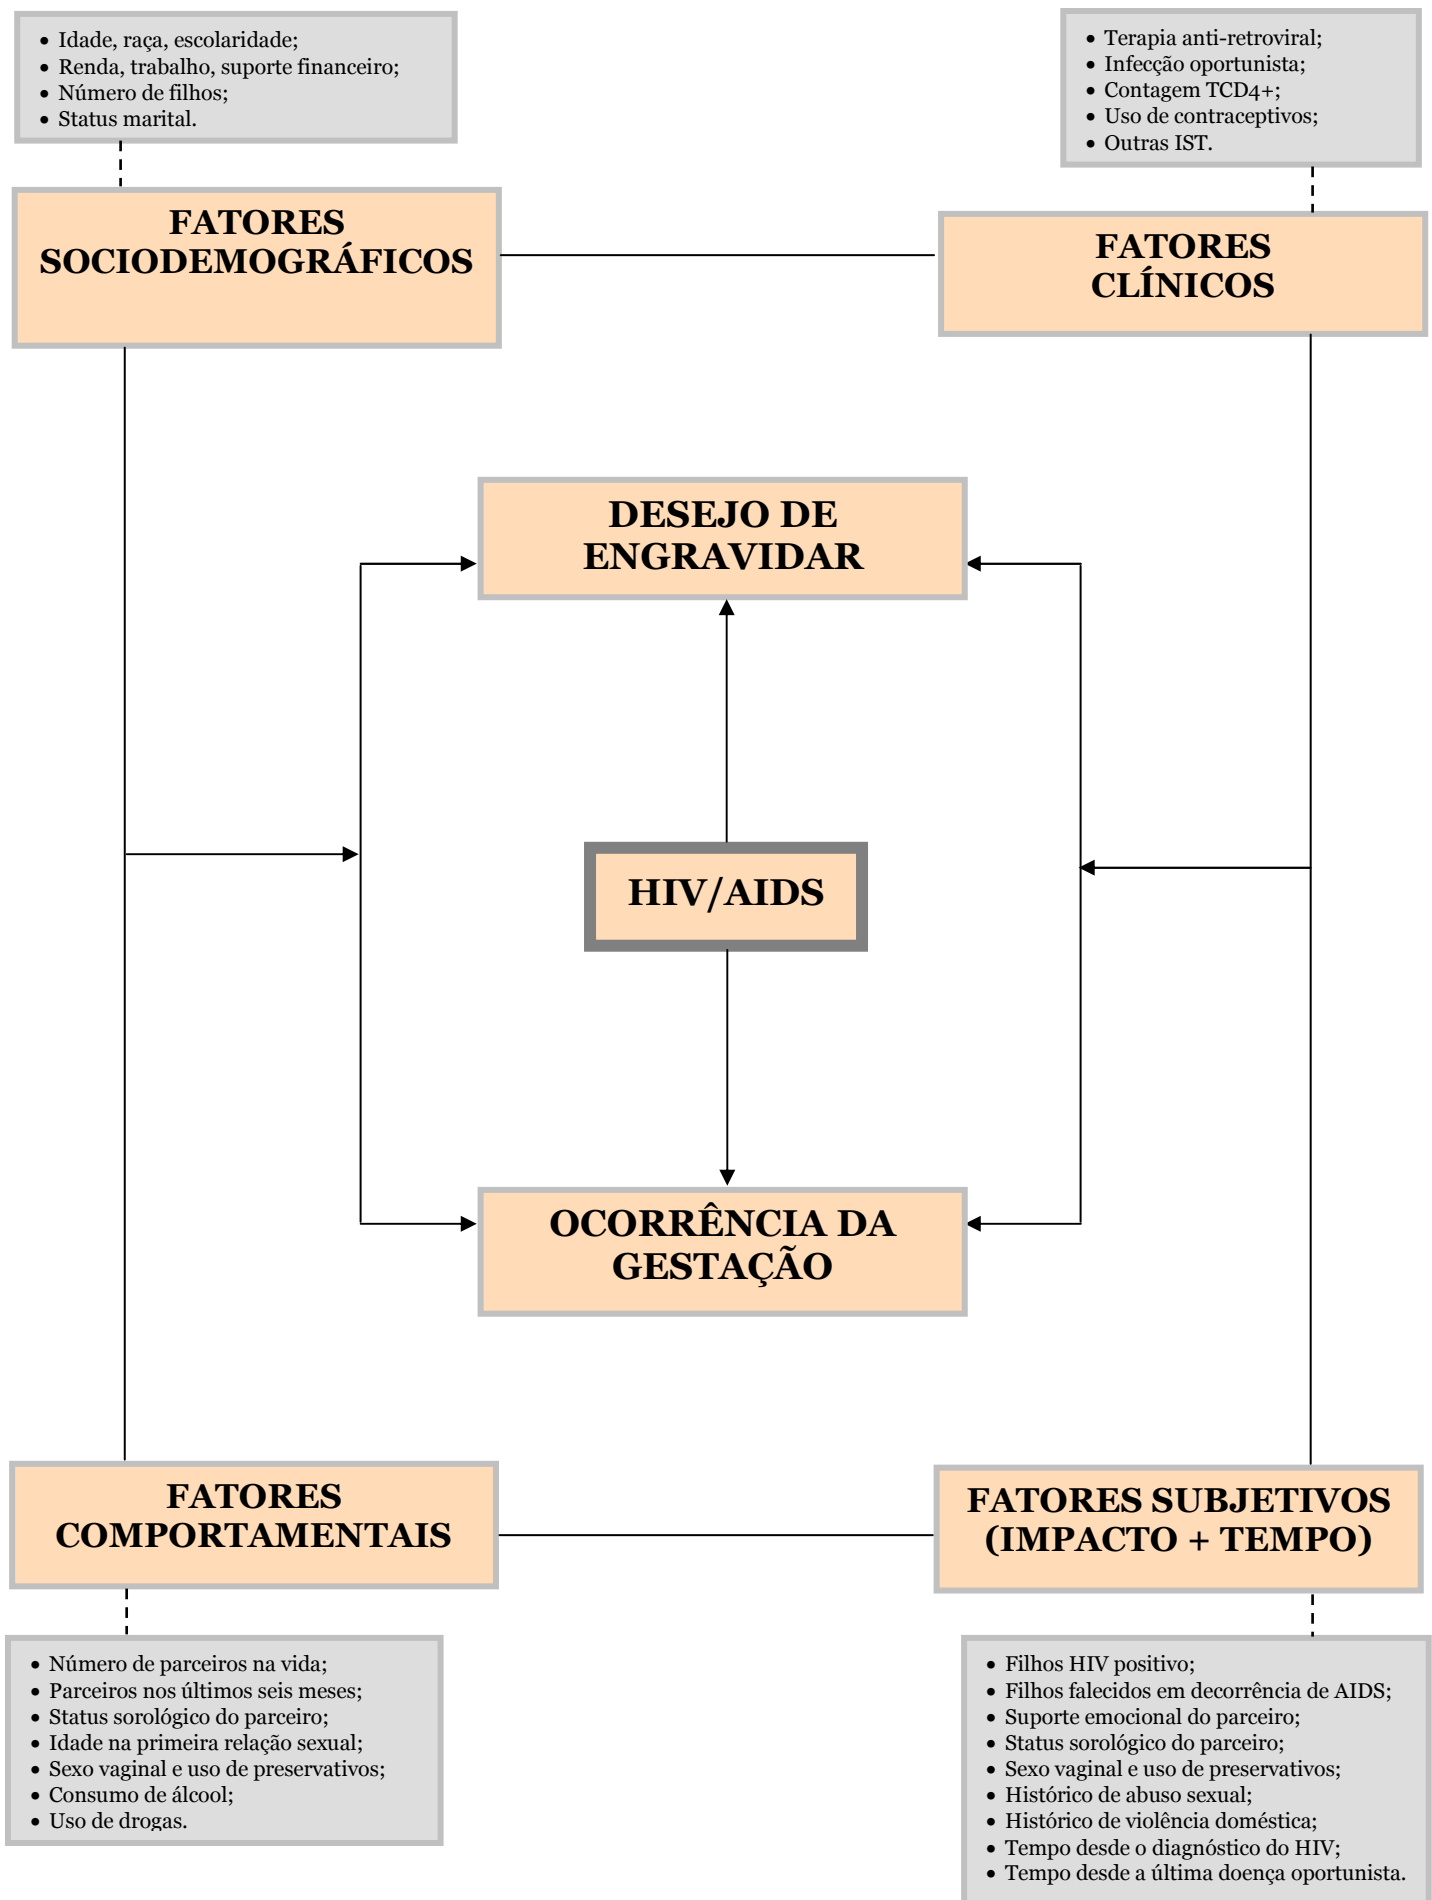 • Idade, raça, escolaridade;
• Renda, trabalho, suporte financeiro;
• Número de filhos;
• Status marital.
• Terapia anti-retroviral;
• Infecção oportunista;
• Contagem TCD4+;
• Uso de contraceptivos;
• Outras IST.
FATORES
SOCIODEMOGRÁFICOS
FATORES
CLÍNICOS
DESEJO DE
ENGRAVIDAR
HIV/AIDS
OCORRÊNCIA DA
GESTAÇÃO
FATORES
COMPORTAMENTAIS
FATORES SUBJETIVOS
(IMPACTO + TEMPO)
• Número de parceiros na vida;
• Parceiros nos últimos seis meses;
• Status sorológico do parceiro;
• Idade na primeira relação sexual;
• Sexo vaginal e uso de preservativos;
• Consumo de álcool;
• Uso de drogas.
• Filhos HIV positivo;
• Filhos falecidos em decorrência de AIDS;
• Suporte emocional do parceiro;
• Status sorológico do parceiro;
• Sexo vaginal e uso de preservativos;
• Histórico de abuso sexual;
• Histórico de violência doméstica;
• Tempo desde o diagnóstico do HIV;
• Tempo desde a última doença oportunista.